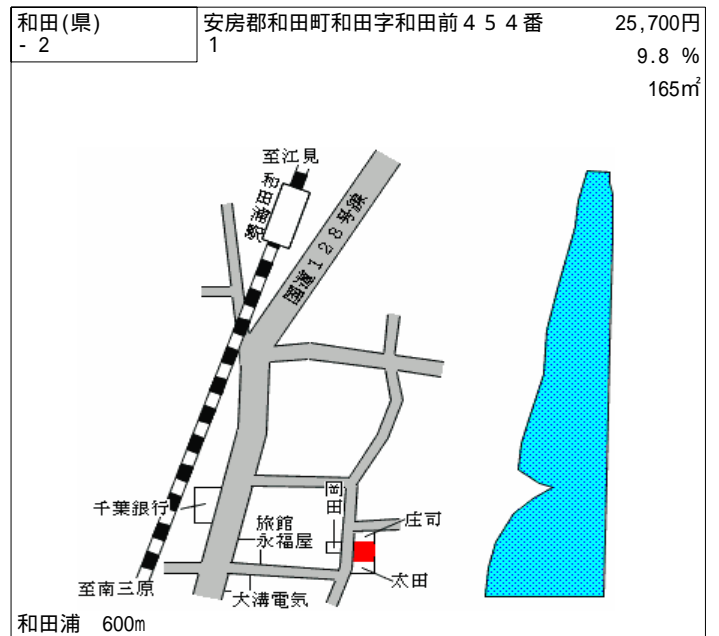 和田(県)
- 2
安房郡和田町和田字和田前４５４番
1
25,700円
9.8 %
165㎡
至江見
和田浦駅
国道１２８号線
千葉銀行
旅館
永福屋
岡
田
庄司
太田
大溝電気
至南三原
和田浦　600m